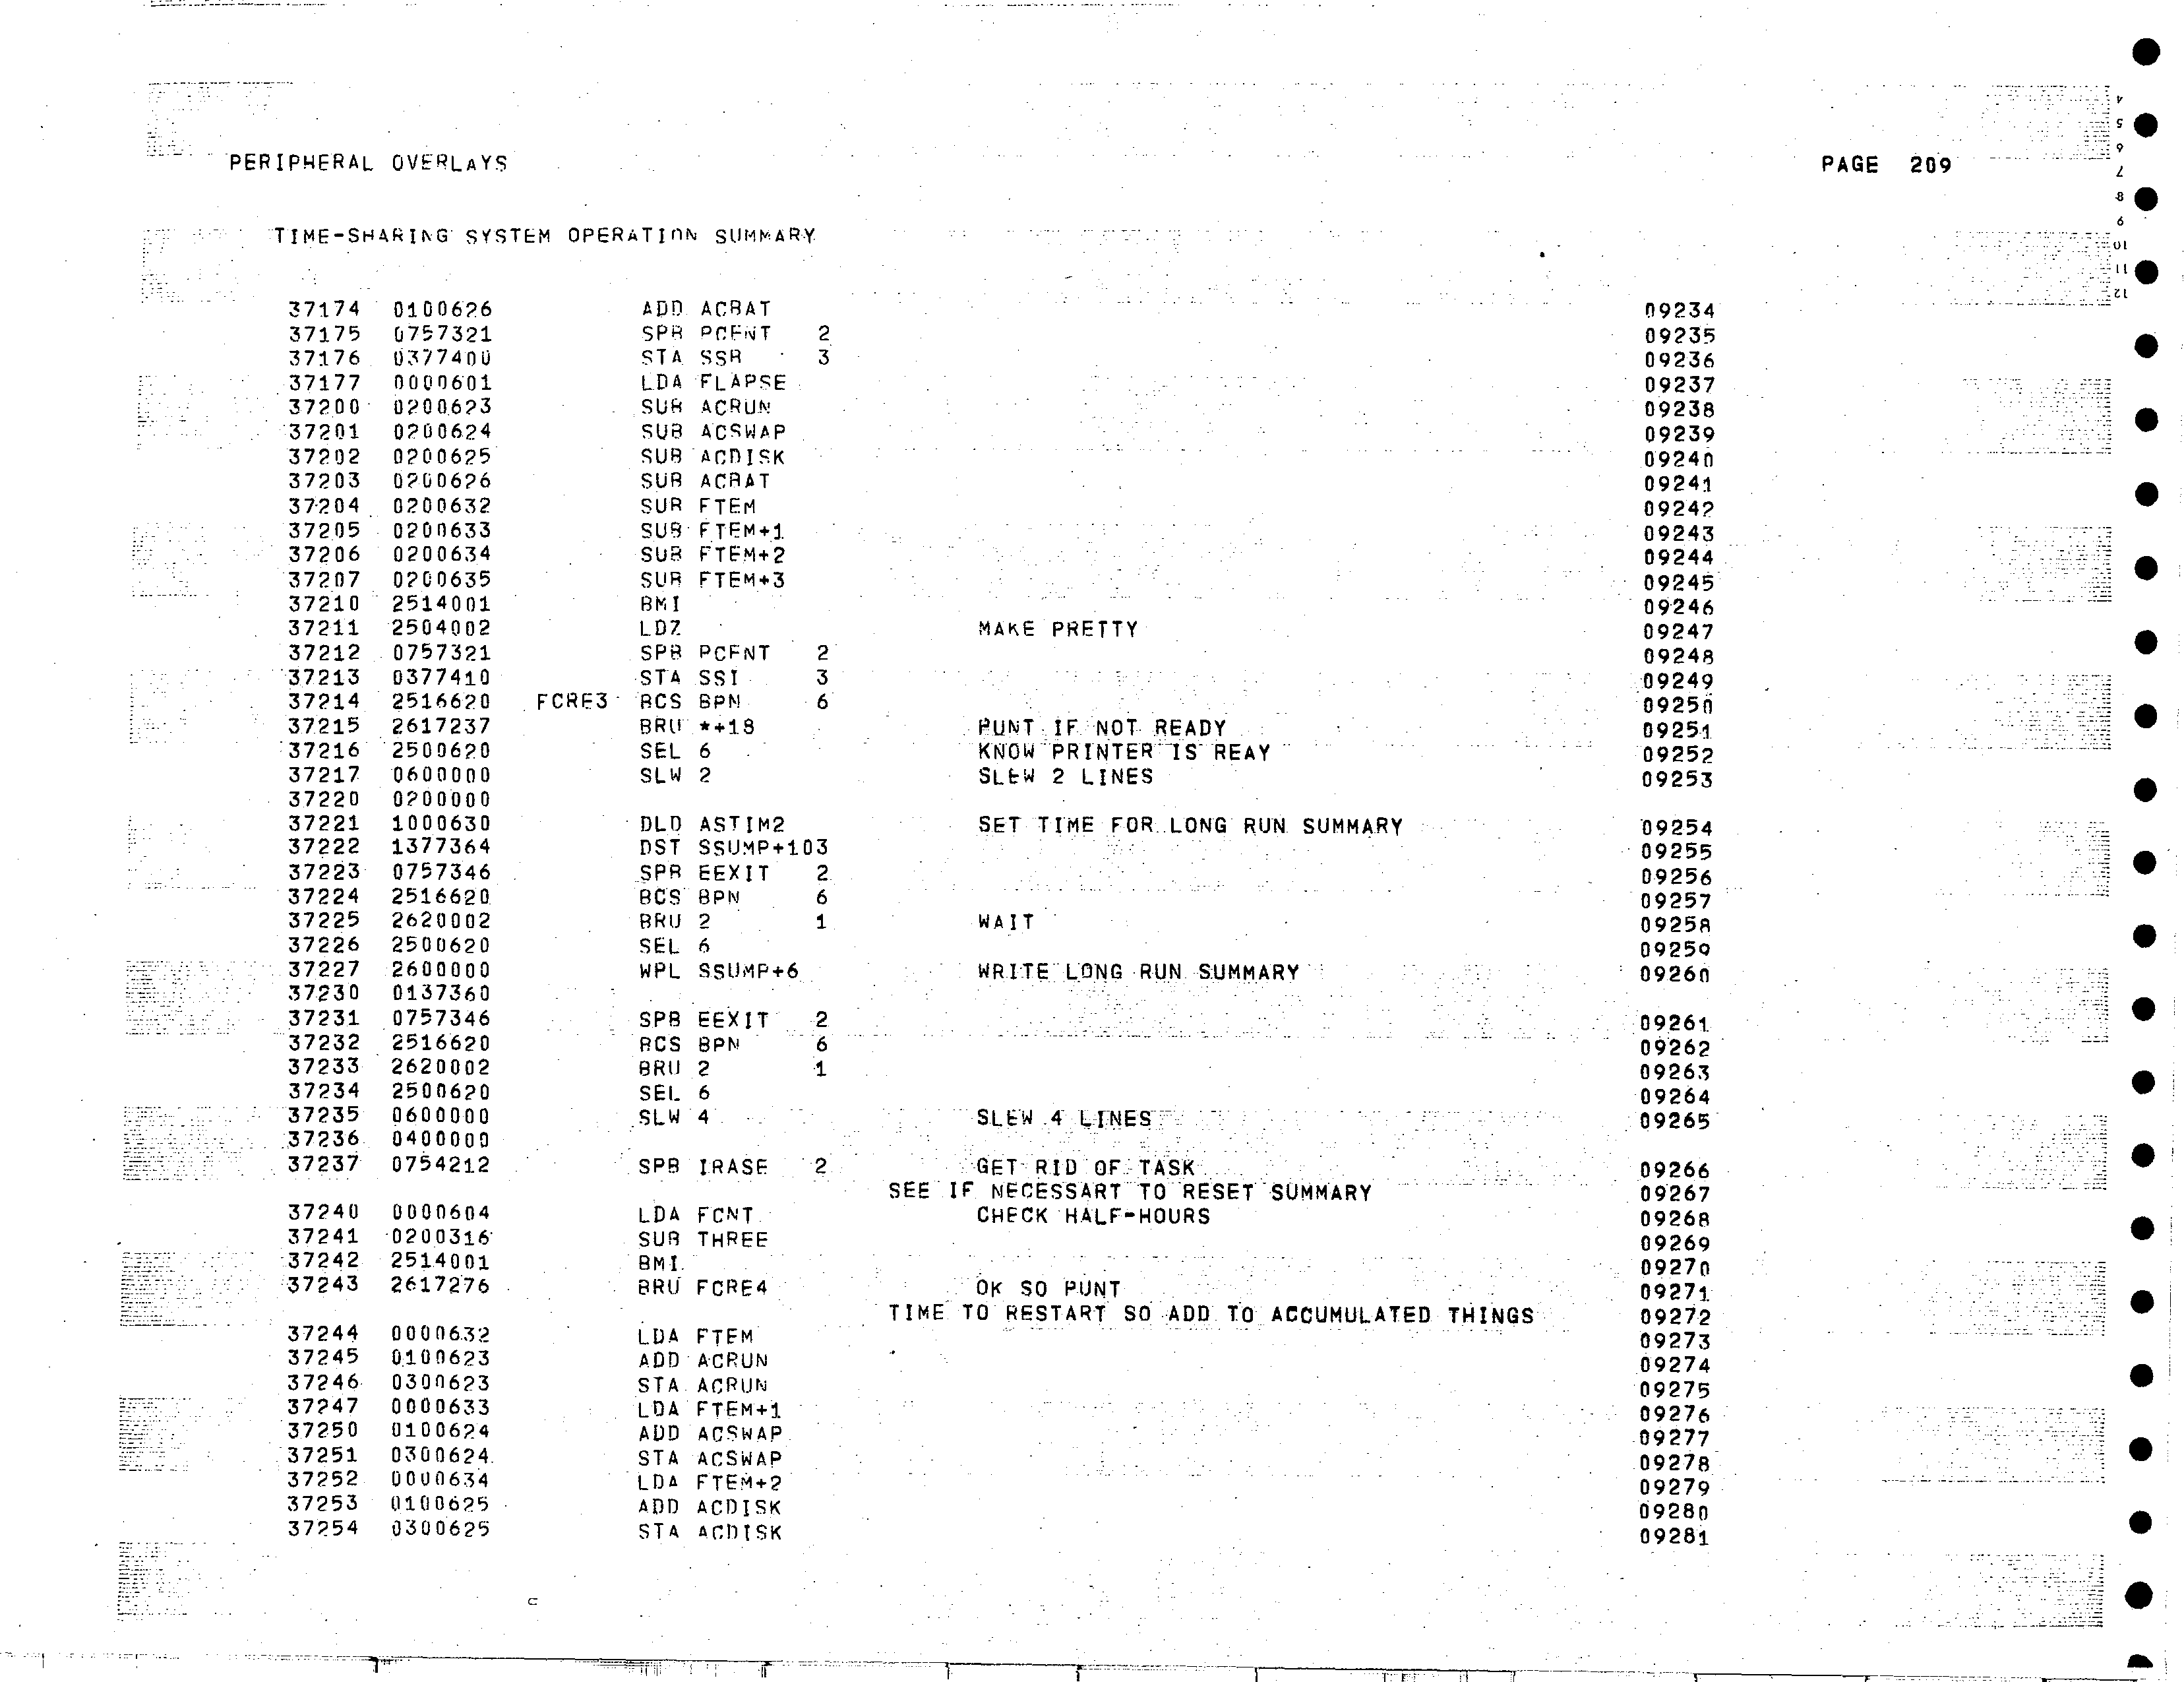 PERIPHERAL OVERLAYS PAGE 209
TIME-SHARING SYSTEM OPERATION SUMMARY
37174 0100626 ADD ACBAT 09234
37175 0757321 SPB PCENT 2 09235
37176 0377400 STA SSB 3 09236
37177 0000601 LDA FLAPSE 09237
37200 0200623 SUB ACRUN 09238
37201 0200624 SUB ACSWAP 09239
37202 0200625 SUB ACDISK 09240
37203 0200626 SUB ACBAT 09241
37204 0200632 SUB FTEM 09242
37205 0200633 SUB FTEM+1 09243
37206 0200634 SUB FTEM+2 09244
37207 0200635 SUB FTEM+3 09245
37210 2514001 BMI 09246
37211 2504002 LDZ MAKE PRETTY 09247
37212 0757321 SPB PCENT 2 09248
37213 0377410 STA SSI 3 09249
37214 2516620 FCRE3 BCS BPN 6 09250
37215 2617237 BRU *+18 PUNT IF NOT READY 09251
37216 2500620 SEL 6 KNOW PRINTER IS REAY 09252
37217 0600000 SLW 2 SLEW 2 LINES 09253
37220 0200000
37221 1000630 DLD ASTIM2 SET TIME FOR LONG RUN SUMMARY 09254
37222 1377364 DST SSUMP+103 09255
37223 0757346 SPB EEXIT 2 09256
37224 2516620 BCS BPN 6 09257
37225 2620002 BRU 2 1 WAIT 09258
37226 2500620 SEL 6 09259
37227 2600000 WPL SSUMP+6 WRITE LONG RUN SUMMARY 09260
37230 0137360
37231 0757346 SPB EEXIT 2 09261
37232 2516620 BCS BPN 6 09262
37233 2620002 BRU 2 1 09263
37234 2500620 SEL 6 09264
37235 0600000 SLW 4 SLEW 4 LINES 09265
37236 0400000
37237 0754212 SPB IRASE 2 GET RID OF TASK 09266
SEE IF NECESSART TO RESET SUMMARY 09267
37240 0000604 LDA FCNT CHECK HALF-HOURS 09268
37241 0200316 SUB THREE 09269
37242 2514001 BMI 09270
37243 2617276 BRU FCRE4 OK SO PUNT 09271
TIME TO RESTART SO ADD TO ACCUMULATED THINGS 09272
37244 0000632 LDA FTEM 09273
37245 0100623 ADD ACRUN 09274
37246 0300623 STA ACRUN 09275
37247 0000633 LDA FTEM+1 09276
37250 0100624 ADD ACSWAP 09277
37251 0300624 STA ACSWAP 09278
37252 0000634 LDA FTEM+2 09279
37253 0100625 ADD ACDISK 09280
37254 0300625 STA ACDISK 09281
4
5
6
7
8
9
10
11
12